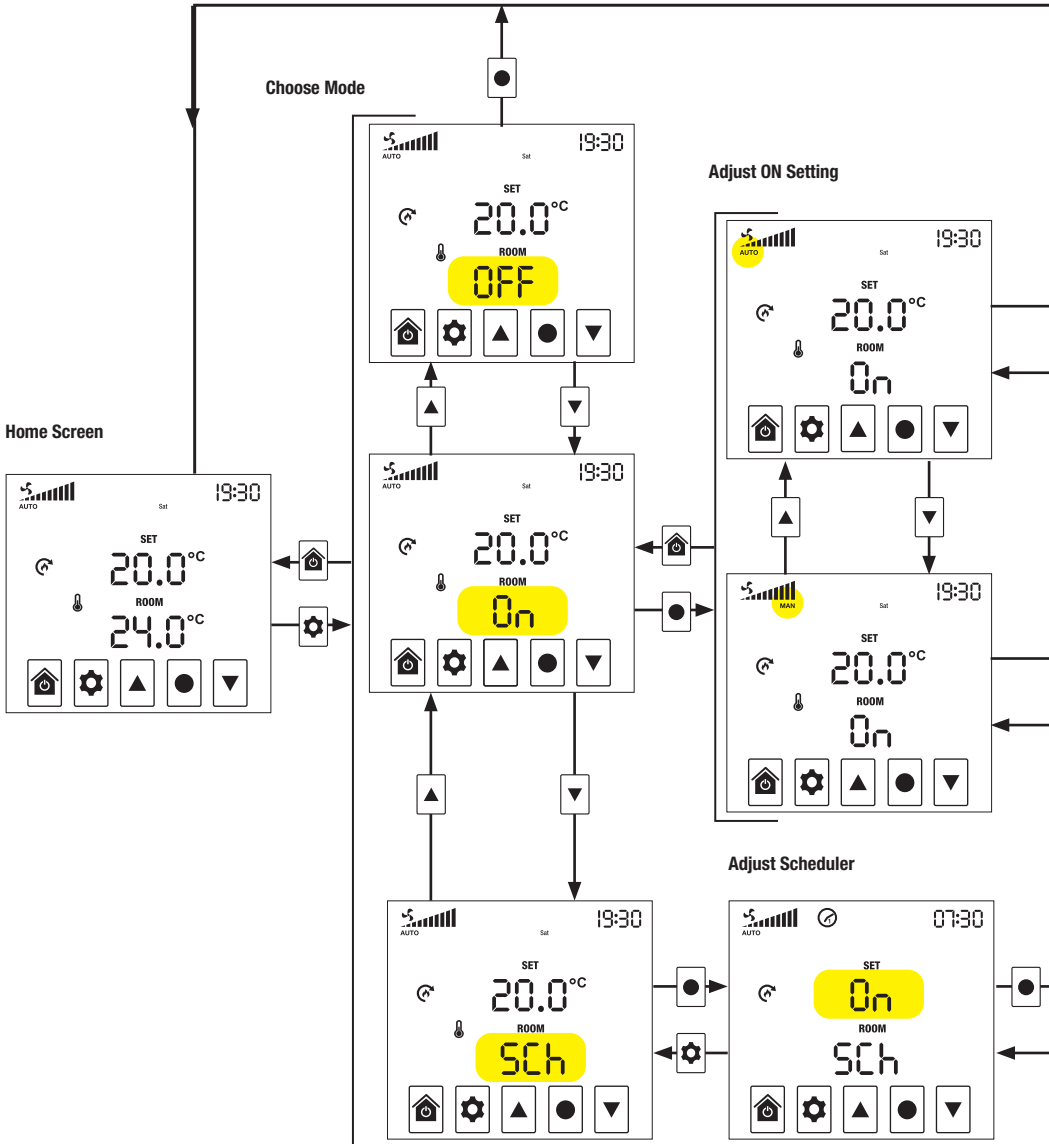 Choose Mode
AUTO
Sat
19:30
SET
20.0°C
ROOM
OFF
Adjust ON Setting
AUTO
Sat
19:30
SET
20.0°C
ROOM
On
Home Screen
AUTO
Sat
19:30
SET
20.0°C
ROOM
24.0°C
AUTO
Sat
19:30
SET
20.0°C
ROOM
On
MAN
Sat
19:30
SET
20.0°C
ROOM
On
AUTO
Sat
19:30
SET
20.0°C
ROOM
SCh
Adjust Scheduler
AUTO
07:30
SET
On
ROOM
SCh